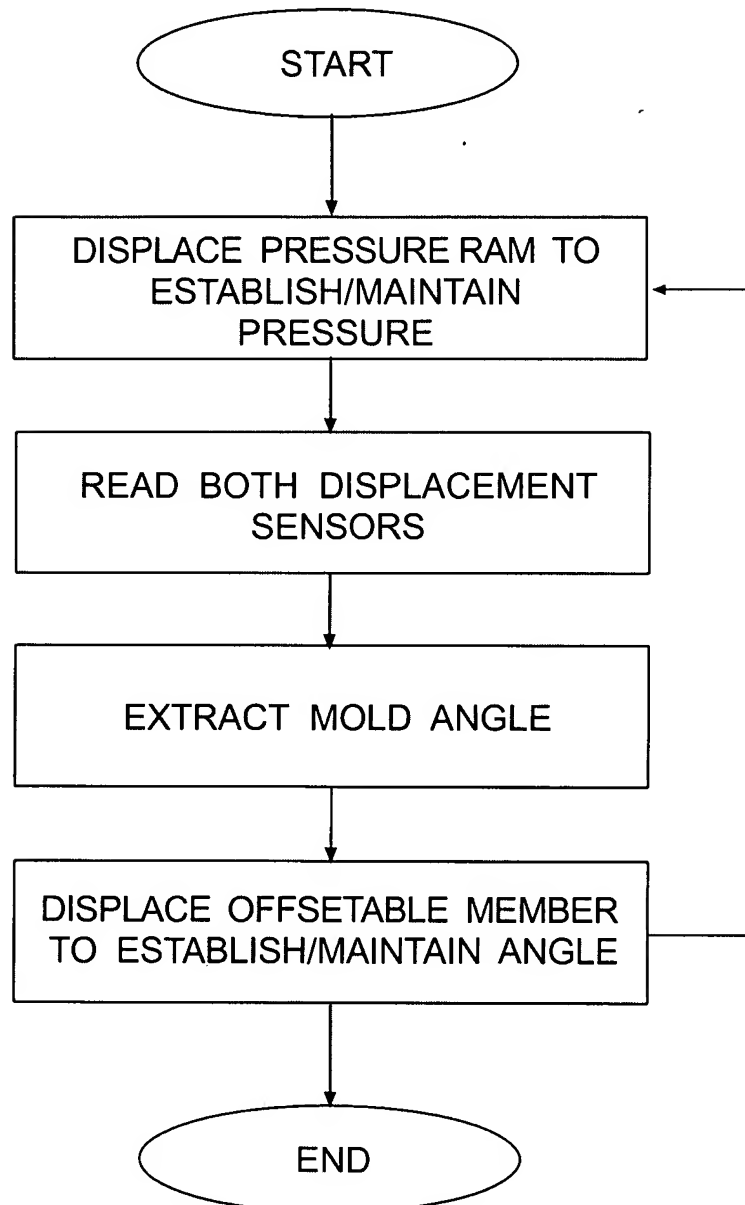 START
DISPLACE PRESSURE RAM TO
ESTABLISH/MAINTAIN
PRESSURE
READ BOTH DISPLACEMENT
SENSORS
EXTRACT MOLD ANGLE
DISPLACE OFFSETABLE MEMBER
TO ESTABLISH/MAINTAIN ANGLE
END